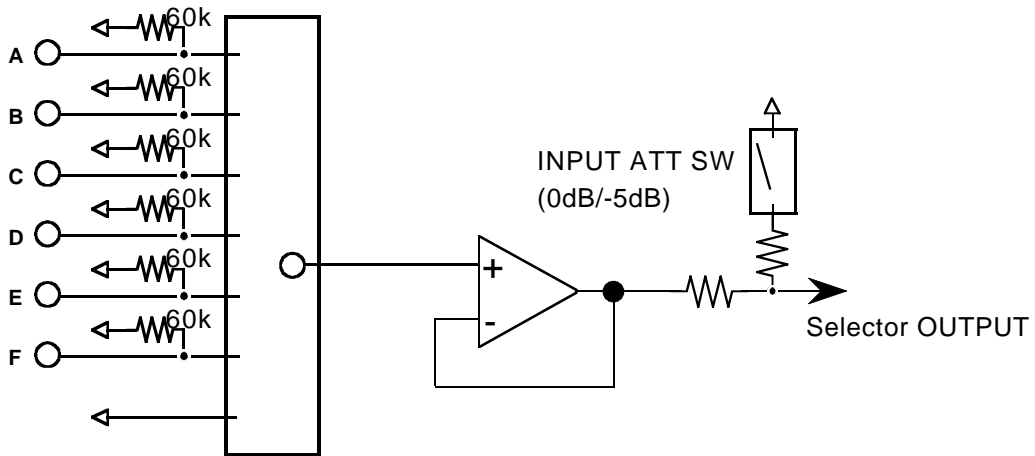 60k
A
60k
B
60k
C
60k
D
60k
E
60k
F
INPUT ATT SW
(0dB/-5dB)
+
-
Selector OUTPUT